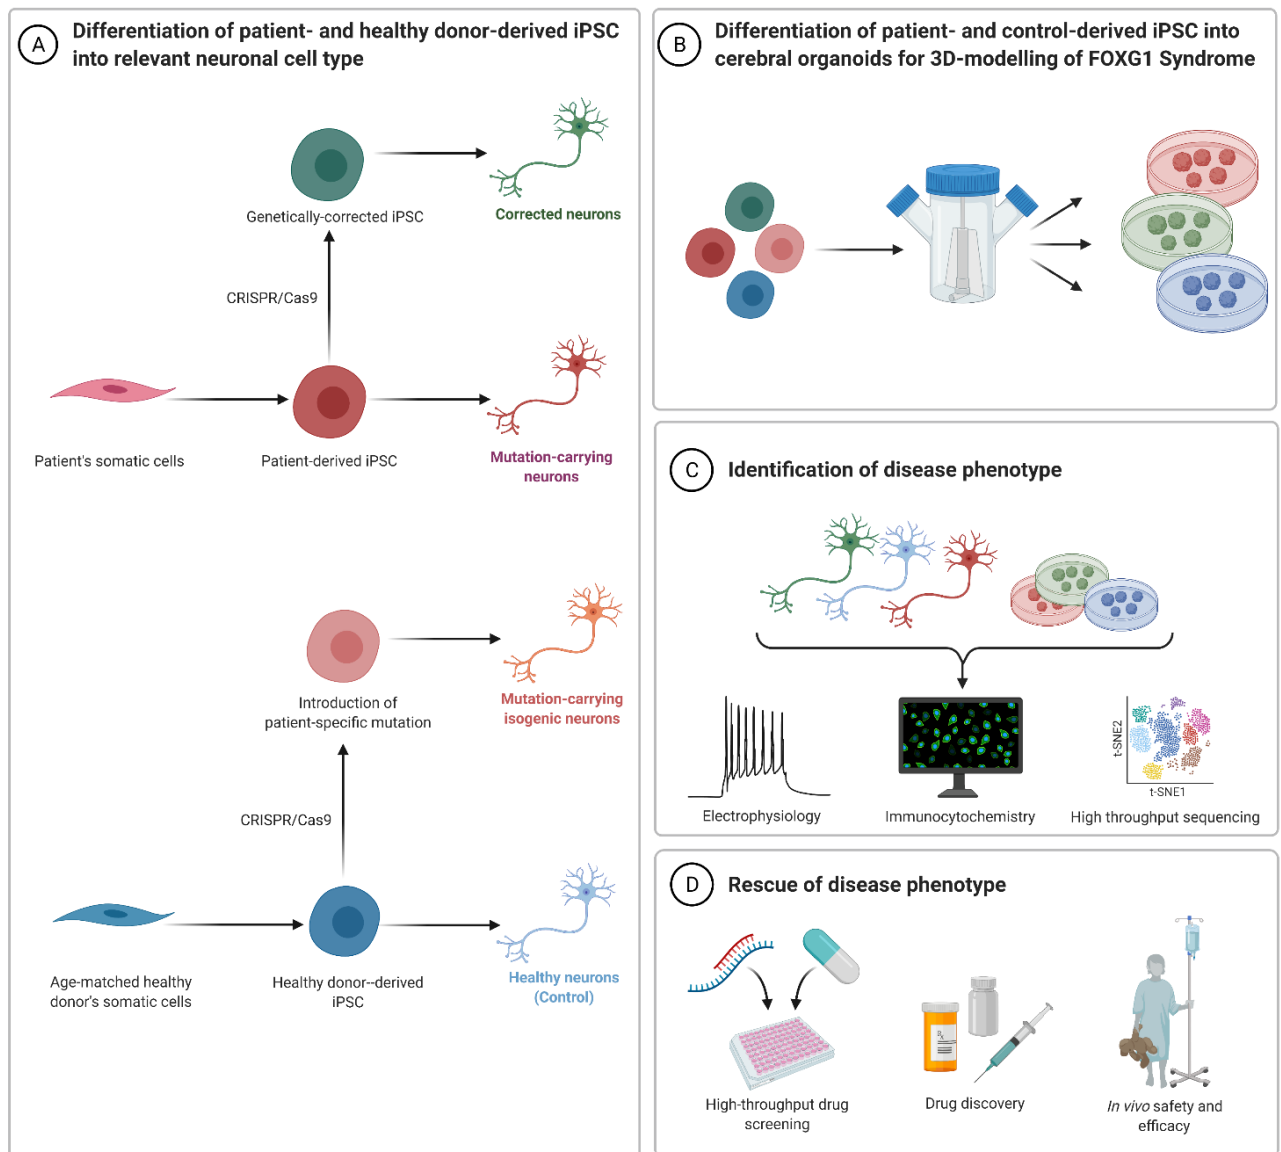 A
Differentiation of patient- and healthy donor-derived iPSC
into relevant neuronal cell type
Genetically-corrected iPSC
Corrected neurons
CRISPR/Cas9
Patient's somatic cells
Patient-derived iPSC
Mutation-carrying
neurons
Introduction of
patient-specific mutation
Mutation-carrying
isogenic neurons
CRISPR/Cas9
Age-matched healthy
donor's somatic cells
Healthy donor--derived
iPSC
Healthy neurons
(Control)
B
Differentiation of patient- and control-derived iPSC into
cerebral organoids for 3D-modelling of FOXG1 Syndrome
C
Identification of disease phenotype
t-SNE2
t-SNE1
Electrophysiology
Immunocytochemistry
High throughput sequencing
D
Rescue of disease phenotype
High-throughput drug
screening
Drug discovery
In vivo safety and
efficacy